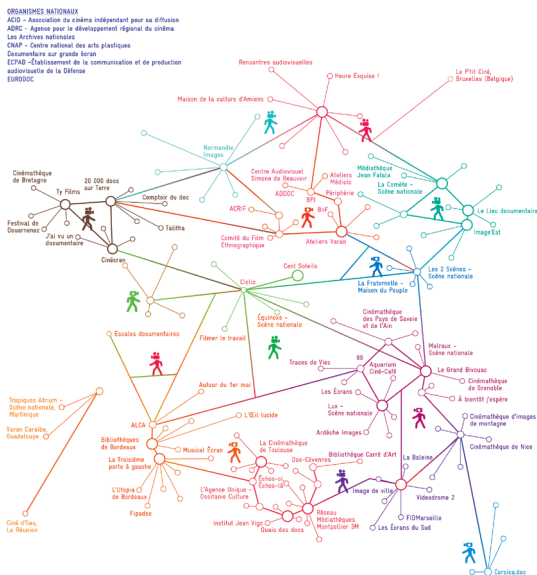 ORGANISMES NATIONAUX
ACID - Association du cinéma indépendant pour sa diffusion
ADRC - Agence pour le développement régional du cinéma
Les Archives nationales
CNAP - Centre national des arts plastiques
Documentaire sur grande écran
ECPAD -Établissement de la communication et de production
audiovisuelle de la Défense
EURODOC
Rencontres audiovisuelles
Heure Exquise !
Le P'tit Ciné,
Bruxelles (Belgique)
Maison de la culture d'Amiens
Normandie
Images
Médiathèque
Jean Falala
Centre Audiovisuel
Simone de Beauvoir
Ateliers
Médicis
La Comète -
Scène nationale
Cinémathèque
de Bretagne
20 000 docs
sur Terre
Ty Films
Comptoir du doc
ADDOC
BPI
Périphérie
ACRIF
BnF
Le Lieu documentaire
Image'Est
Festival de
Douarnenez
J'ai vu un
documentaire
Talitha
Comité du Film
Ethnographique
Ateliers Varan
Cinéoran
Cent Soleils
Les 2 Scènes -
Scène nationale
Ciclic
La Fraternelle -
Maison du Peuple
Équinoxe -
Scène nationale
Cinémathèque
des Pays de Savoie
et de l'Ain
Escales documentaires
Filmer le travail
Malraux -
Scène nationale
Traces de Vies
99
Aquarium
Ciné-Café
Le Grand Bivouac
Cinémathèque
de Grenoble
Tropiques Atrium -
Scène nationale,
Martinique
Autour du 1er mai
Les Écrans
À bientôt j'espère
Varan Caraïbe,
Guadeloupe
ALCA
L'Œil lucide
Lux -
Scène nationale
Cinémathèque d'images
de montagne
Ardèche Images
Bibliothèques
de Bordeaux
Musical Écran
La Cinémathèque
de Toulouse
Cinémathèque de Nice
La Troisième
porte à gauche
Doc-Cévennes
Bibliothèque Carré d'Art
La Baleine
Échos-ci
Échos-là
L'Utopia
de Bordeaux
L'Agence Unique -
Occitanie Culture
Image de ville
Videodrome 2
Fipadoc
Réseau
Médiathèques
Montpellier 3M
FIDMarseille
Ciné d'Îles,
La Réunion
Institut Jean Vigo
Quais des docs
Les Écrans du Sud
Corsica.doc